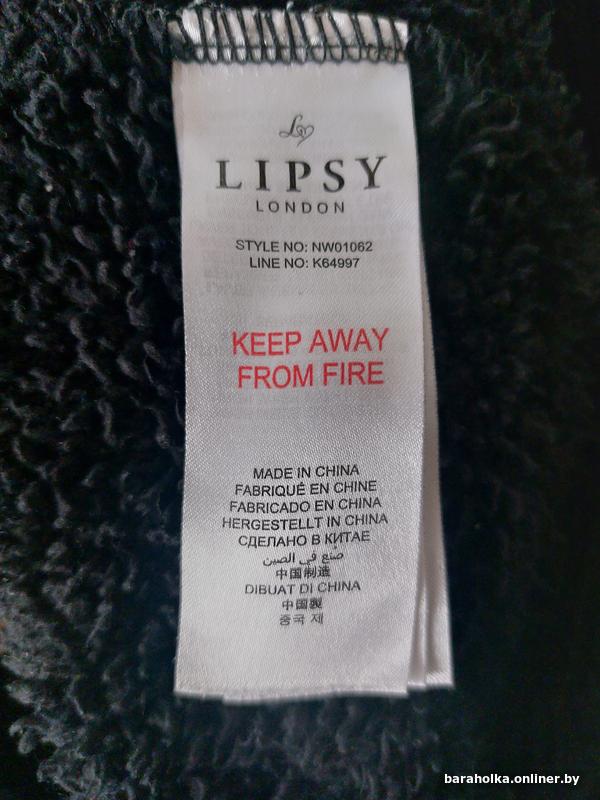 LIPSY
LONDON
STYLE NO: NW01062
LINE NO: K64997
KEEP AWAY
FROM FIRE
MADE IN CHINA
FABRIQUÉ EN CHINE
FABRICADO EN CHINA
HERGESTELLT IN CHINA
СДЕЛАНО В КИТАЕ
صنع في الصين
中国制造
DIBUAT DI CHINA
中国製
중국 제
baraholka.onliner.by